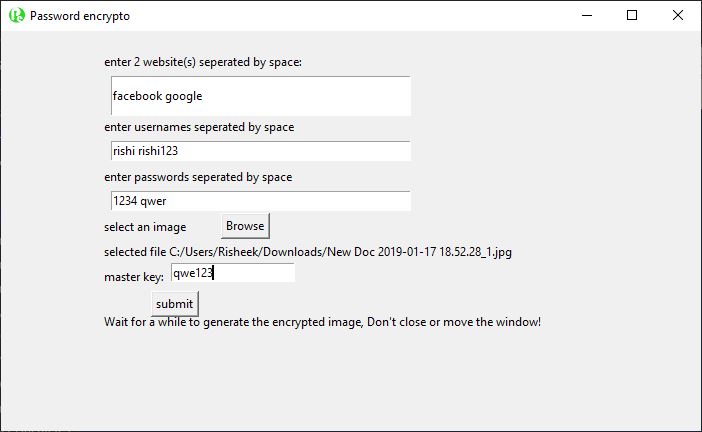 Password encrypto
enter 2 website(s) seperated by space:
facebook google
enter usernames seperated by space
rishi rishi123
enter passwords seperated by space
1234 qwer
select an image Browse
selected file C:/Users/Risheek/Downloads/New Doc 2019-01-17 18.52.28_1.jpg
master key: qwe123
submit
Wait for a while to generate the encrypted image, Don't close or move the window!